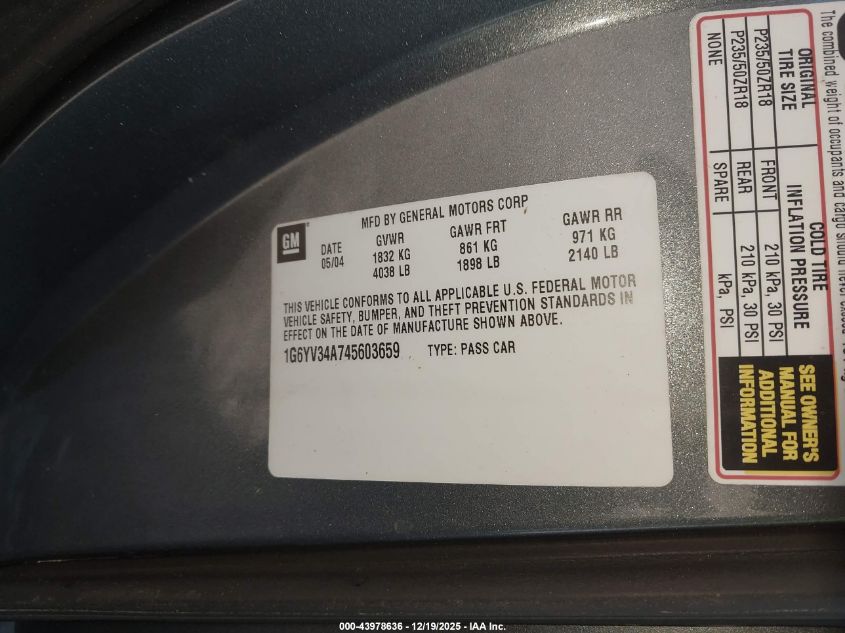 GM
MFD BY GENERAL MOTORS CORP
DATE GVWR GAWR FRT GAWR RR
05/04 1832 KG 861 KG 971 KG
4038 LB 1898 LB 2140 LB
THIS VEHICLE CONFORMS TO ALL APPLICABLE U.S. FEDERAL MOTOR
VEHICLE SAFETY, BUMPER, AND THEFT PREVENTION STANDARDS IN
EFFECT ON THE DATE OF MANUFACTURE SHOWN ABOVE.
1G6YV34A745603659 TYPE: PASS CAR
The combined weight of occupants and cargo should never exceed
ORIGINAL TIRE SIZE COLD TIRE INFLATION PRESSURE
P235/50ZR18 FRONT 210 kPa, 30 PSI
P235/50ZR18 REAR 210 kPa, 30 PSI
NONE SPARE kPa, PSI
SEE OWNER'S
MANUAL FOR
ADDITIONAL
INFORMATION
000-43978636 - 12/19/2025 - IAA Inc.